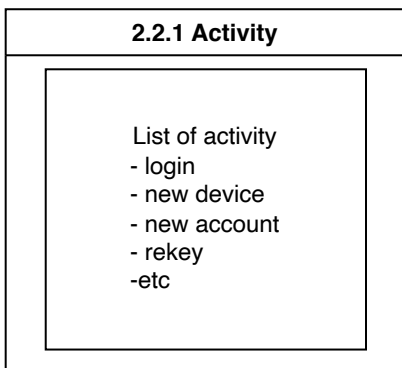 2.2.1 Activity
List of activity
- login
- new device
- new account
- rekey
-etc